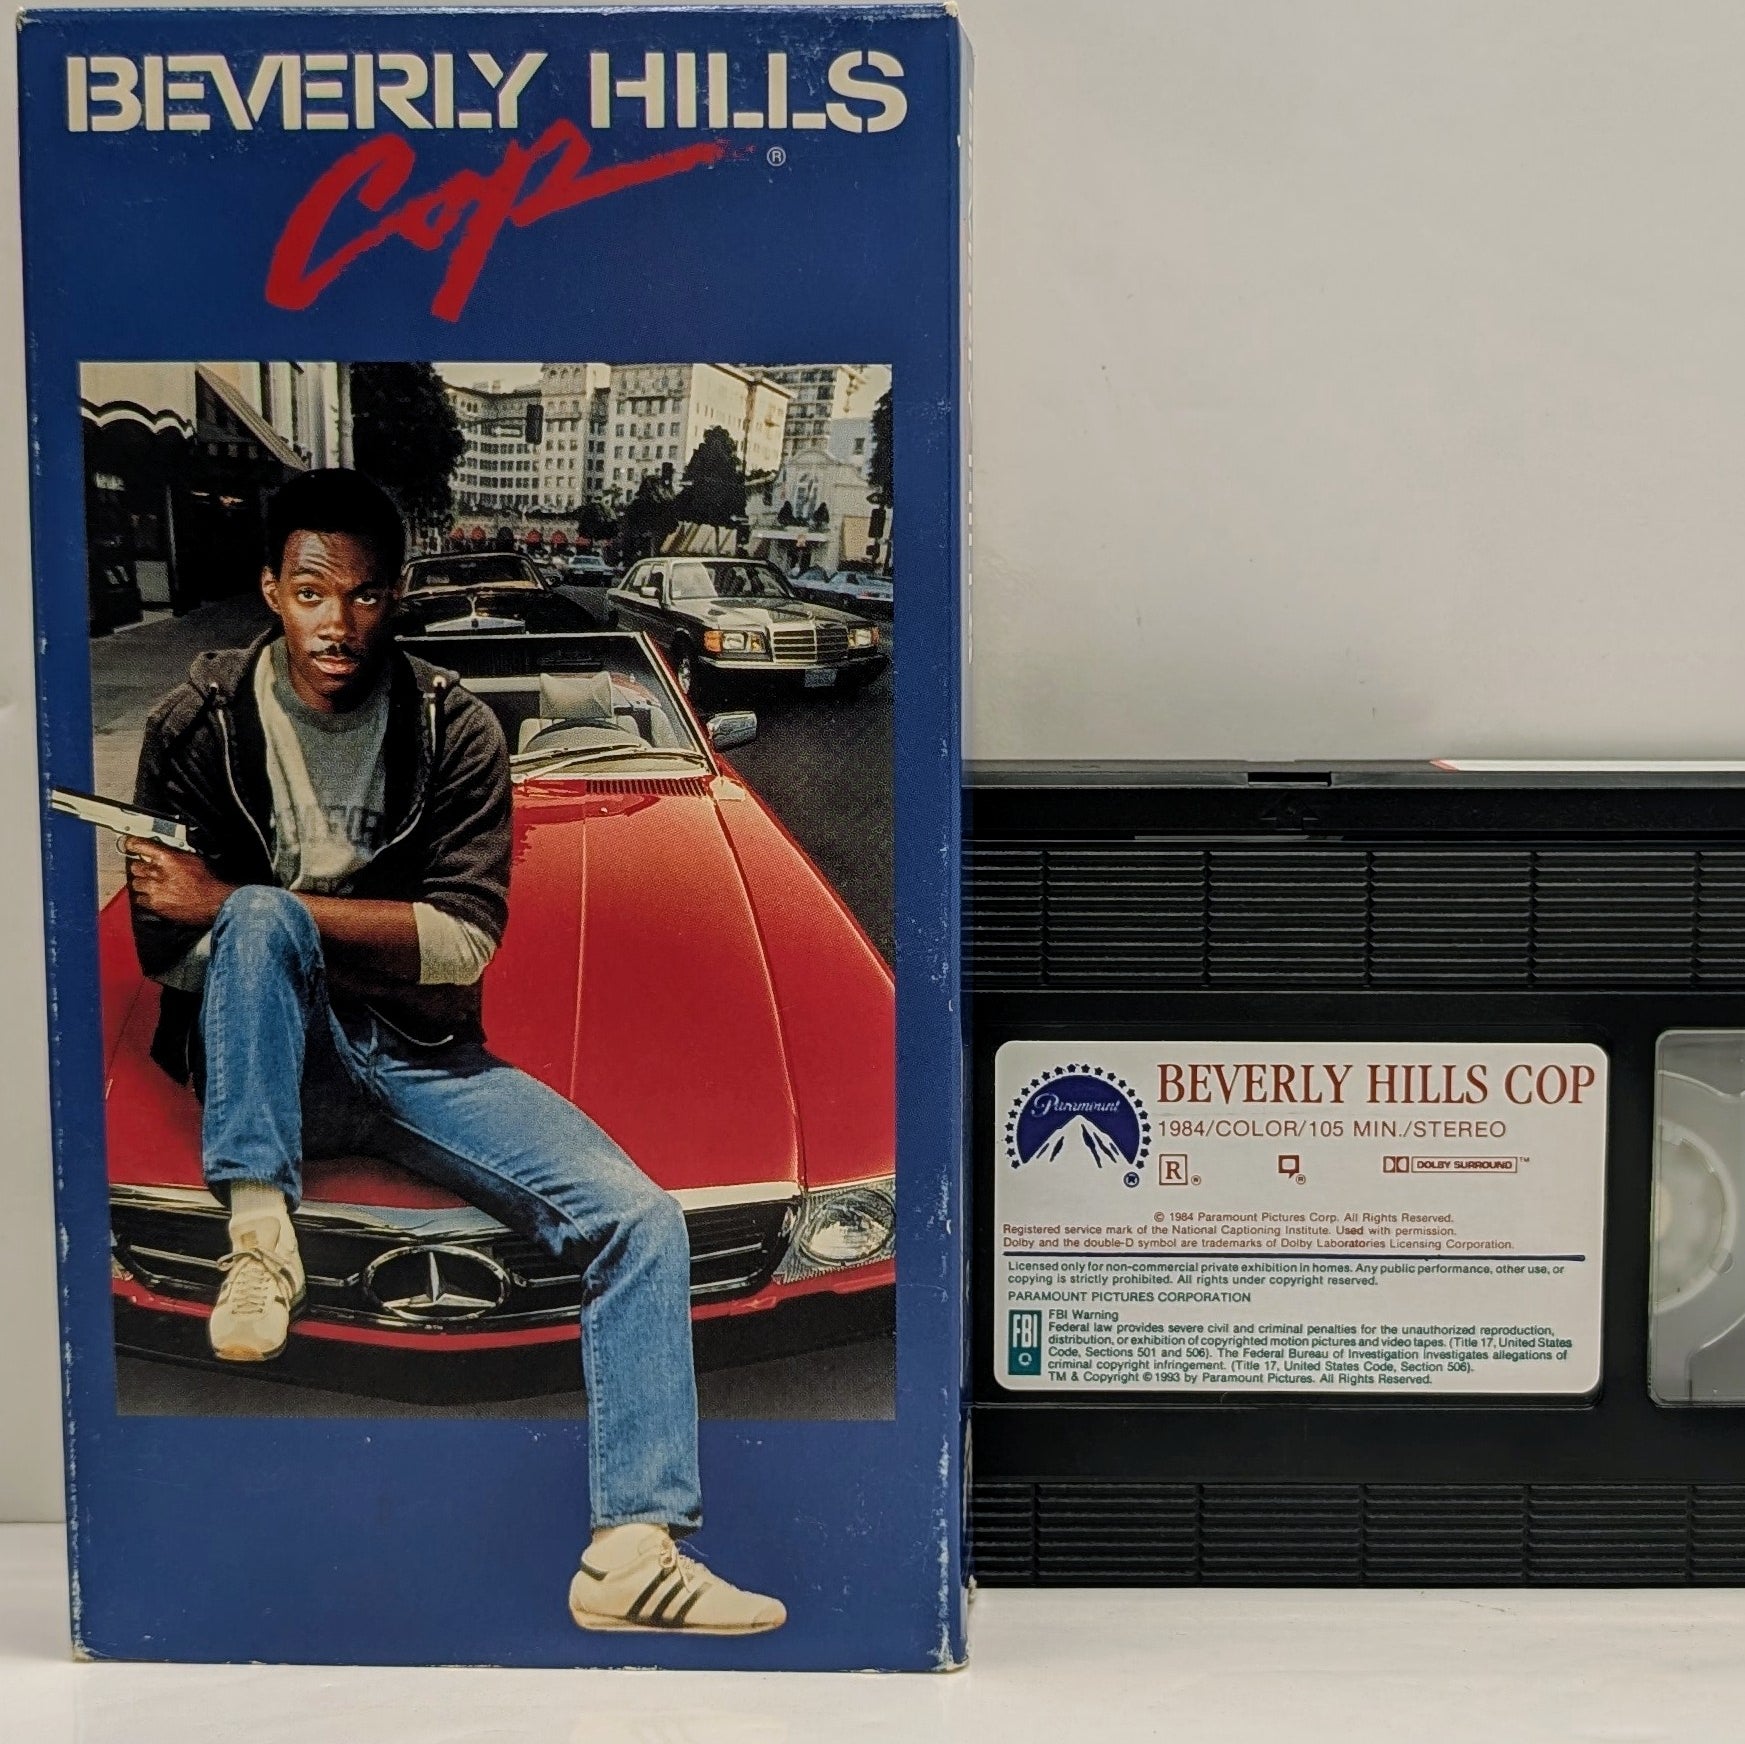 BEVERLY HILLS
Cop ®
Paramount ®
BEVERLY HILLS COP
1984/COLOR/105 MIN./STEREO
R ® ® DOLBY SURROUND ™
© 1984 Paramount Pictures Corp. All Rights Reserved.
Registered service mark of the National Captioning Institute. Used with permission.
Dolby and the double-D symbol are trademarks of Dolby Laboratories Licensing Corporation.
Licensed only for non-commercial private exhibition in homes. Any public performance, other use, or
copying is strictly prohibited. All rights under copyright reserved.
PARAMOUNT PICTURES CORPORATION
FBI
FBI Warning
Federal law provides severe civil and criminal penalties for the unauthorized reproduction,
distribution, or exhibition of copyrighted motion pictures and video tapes. (Title 17, United States
Code, Sections 501 and 506). The Federal Bureau of Investigation investigates allegations of
criminal copyright infringement. (Title 17, United States Code, Section 506).
TM & Copyright © 1993 by Paramount Pictures. All Rights Reserved.